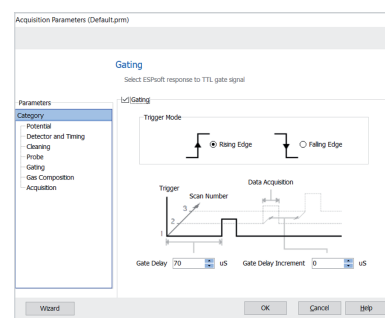 Acquisition Parameters (Default.prm)
Gating
Select ESPsoft response to TTL gate signal
Parameters
Category
Potential
Detector and Timing
Cleaning
Probe
Gating
Gas Composition
Acquisition
Gating
Trigger Mode
Rising Edge
Falling Edge
Trigger
Scan Number
Data Acquisition
3
2
1
Gate Delay 70 uS
Gate Delay Increment 0 uS
Wizard
OK
Cancel
Help